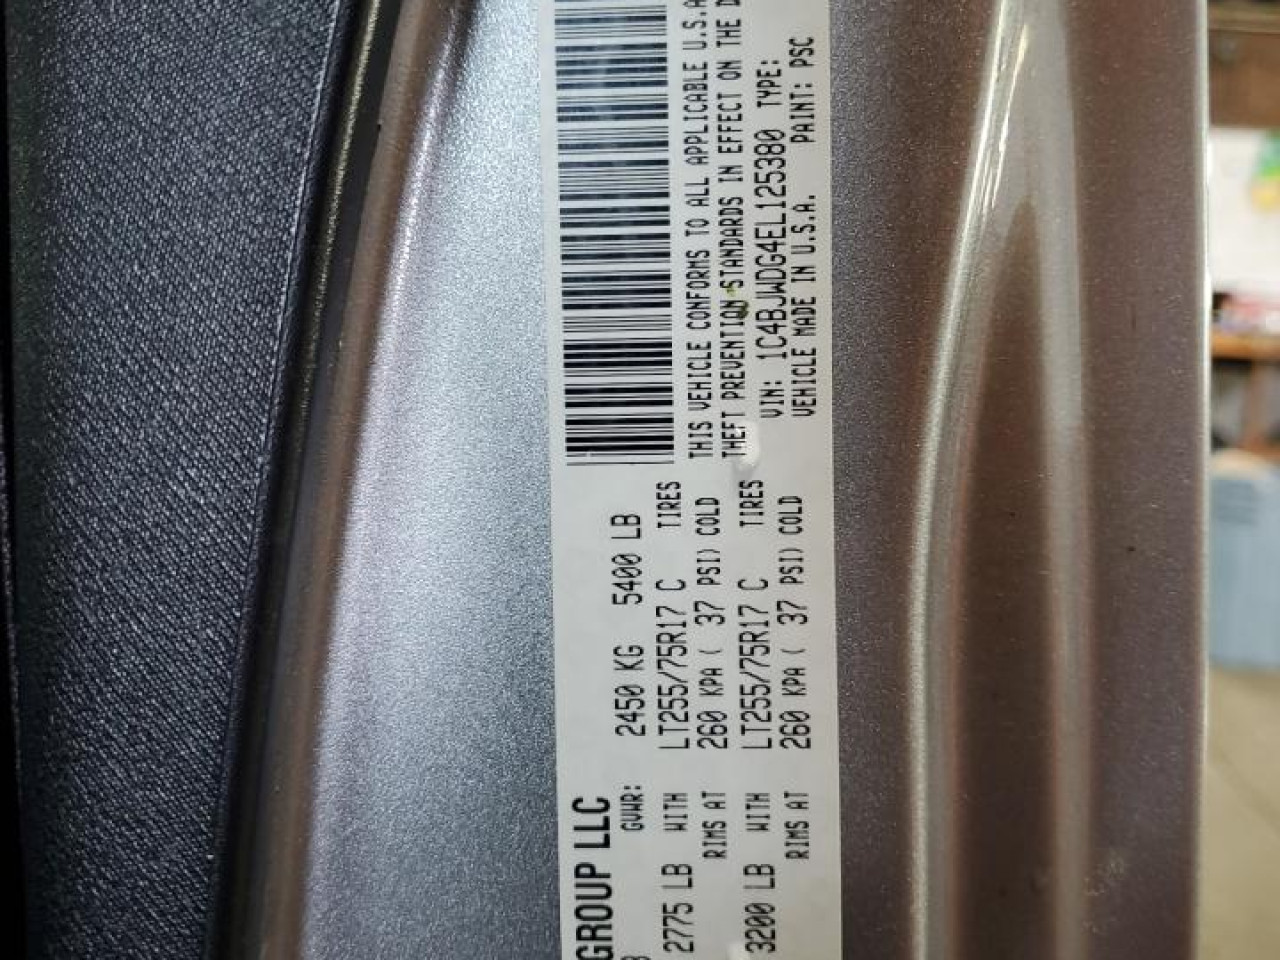 GROUP LLC
GVWR: 2450 KG 5400 LB
2775 LB WITH LT255/75R17 C TIRES
RIMS AT 260 KPA ( 37 PSI) COLD
3200 LB WITH LT255/75R17 C TIRES
RIMS AT 260 KPA ( 37 PSI) COLD
THIS VEHICLE CONFORMS TO ALL APPLICABLE U.S.A
THEFT PREVENTION STANDARDS IN EFFECT ON THE D
VIN: 1C4BJWDG4EL125380 TYPE:
VEHICLE MADE IN U.S.A. PAINT: PSC